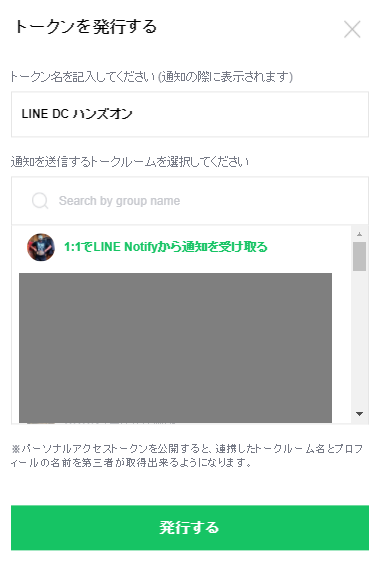 トークンを発行する
トークン名を記入してください (通知の際に表示されます)
LINE DC ハンズオン
通知を送信するトークルームを選択してください
Search by group name
1:1でLINE Notifyから通知を受け取る
※パーソナルアクセストークンを公開すると、連携したトークルーム名とプロフ
ィールの名前を第三者が取得出来るようになります。
発行する